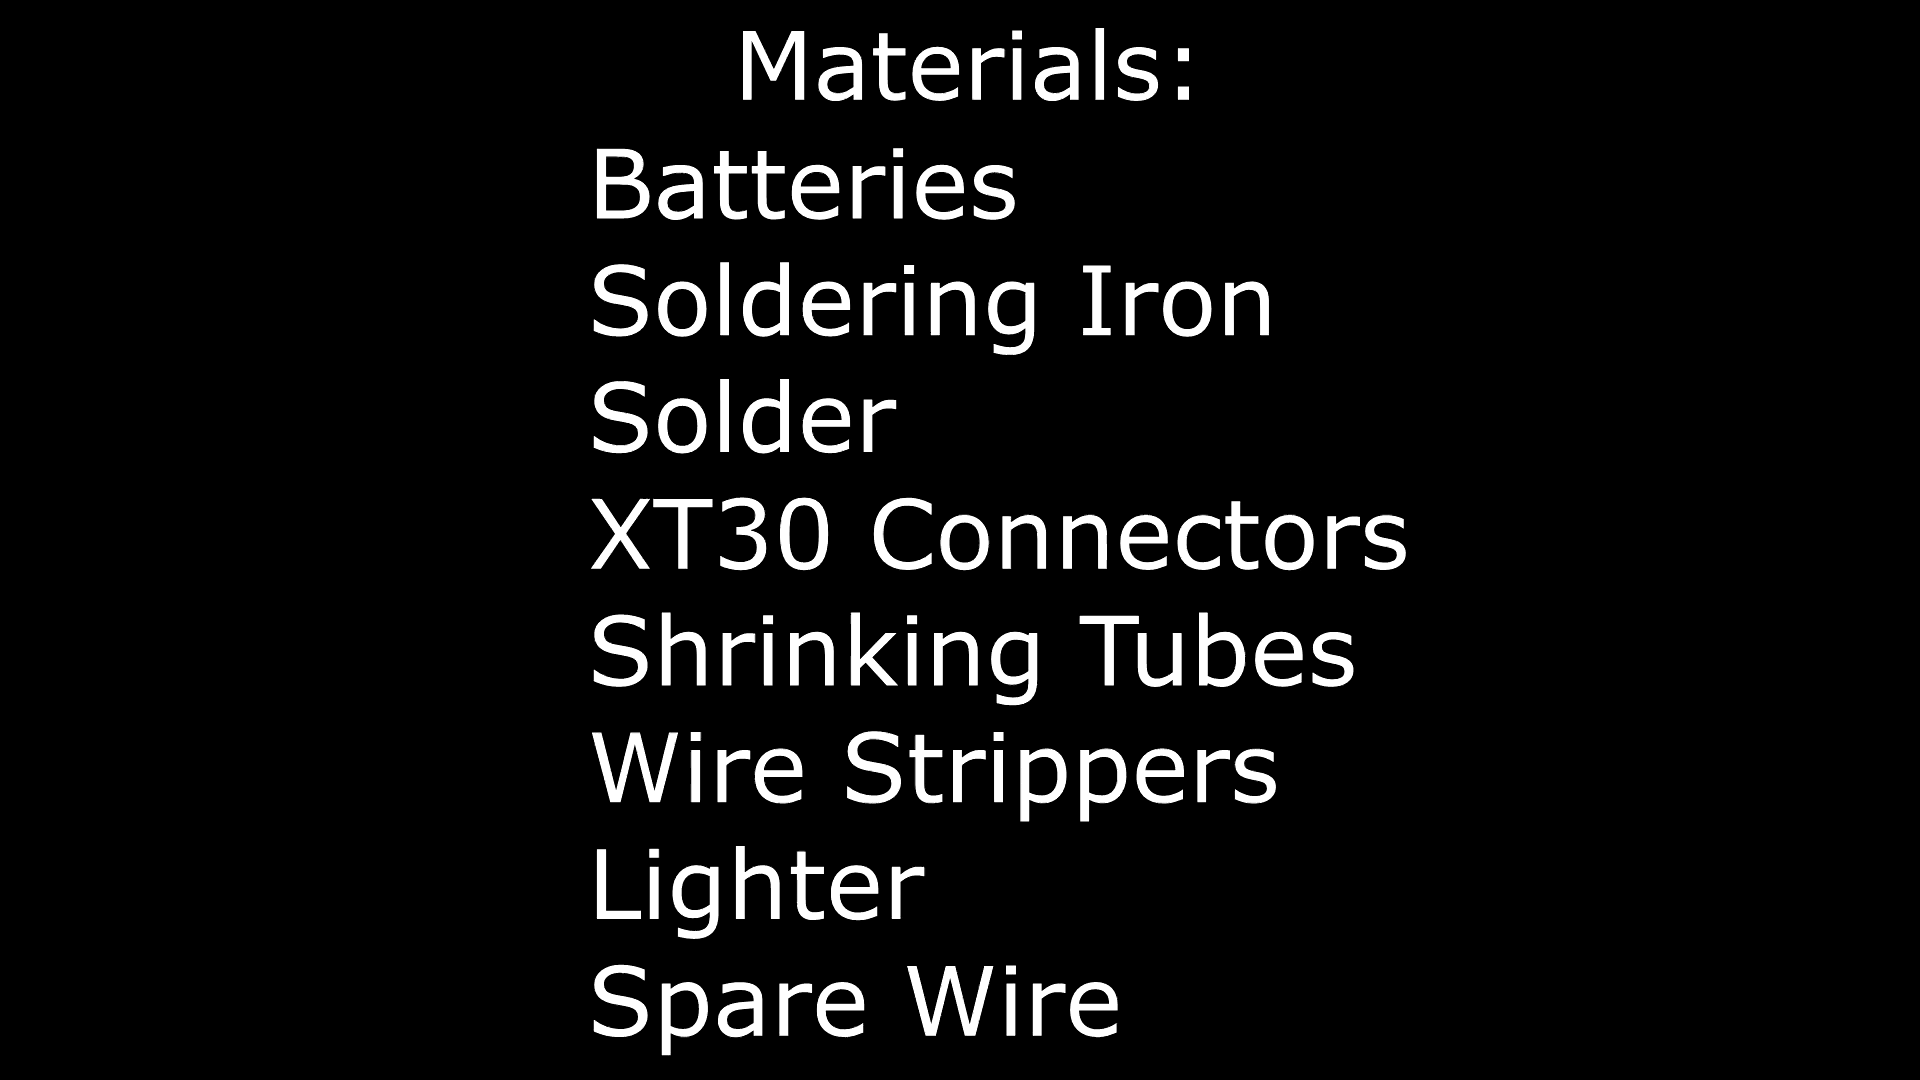 Materials:
Batteries
Soldering Iron
Solder
XT30 Connectors
Shrinking Tubes
Wire Strippers
Lighter
Spare Wire